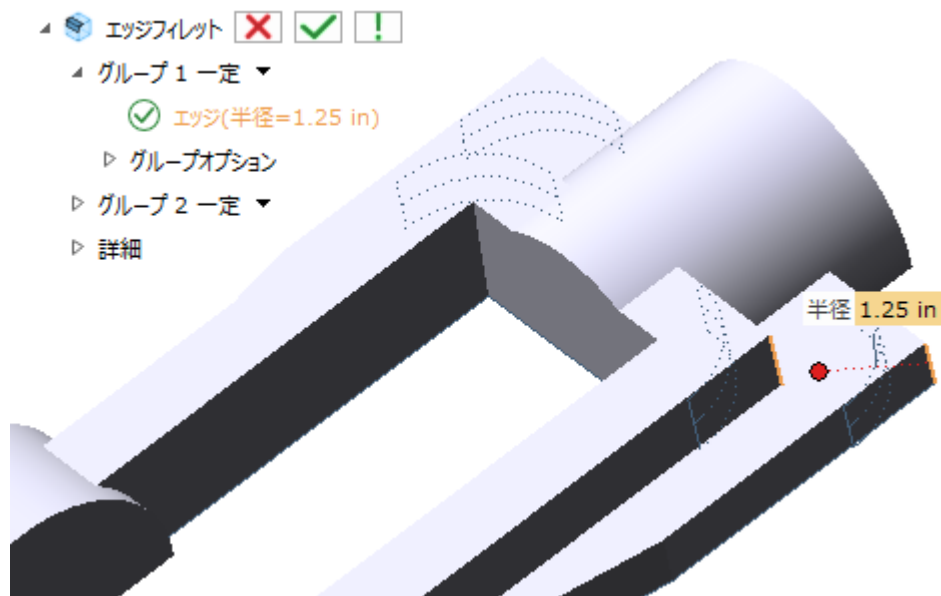 エッジフィレット
グループ 1 一定
エッジ(半径=1.25 in)
グループオプション
グループ 2 一定
詳細
半径 1.25 in